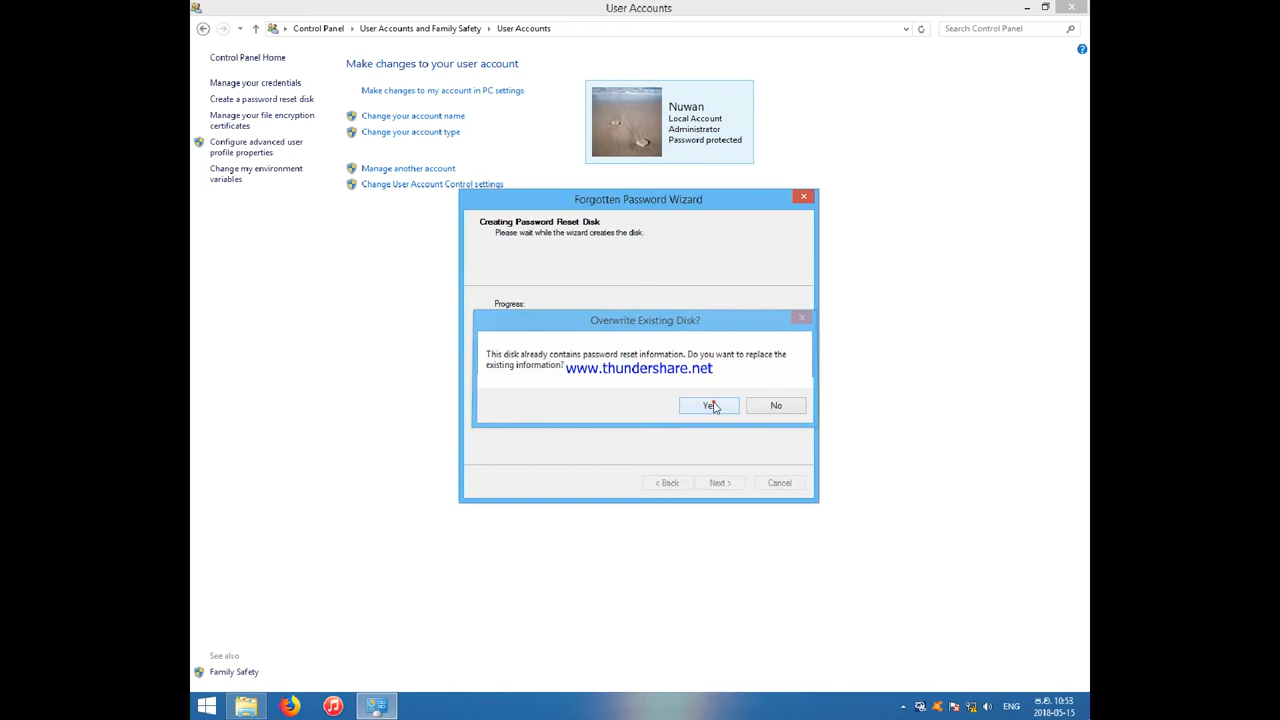 User Accounts
Control Panel
User Accounts and Family Safety
User Accounts
Search Control Panel
Control Panel Home
Manage your credentials
Create a password reset disk
Manage your file encryption
certificates
Configure advanced user
profile properties
Change my environment
variables
Make changes to your user account
Make changes to my account in PC settings
Change your account name
Change your account type
Manage another account
Change User Account Control settings
Nuwan
Local Account
Administrator
Password protected
Forgotten Password Wizard
Creating Password Reset Disk
Please wait while the wizard creates the disk.
Progress:
Overwrite Existing Disk?
This disk already contains password reset information. Do you want to replace the
existing information?
www.thundershare.net
No
< Back
Next >
Cancel
See also
Family Safety
ENG
10:53
2018-05-15